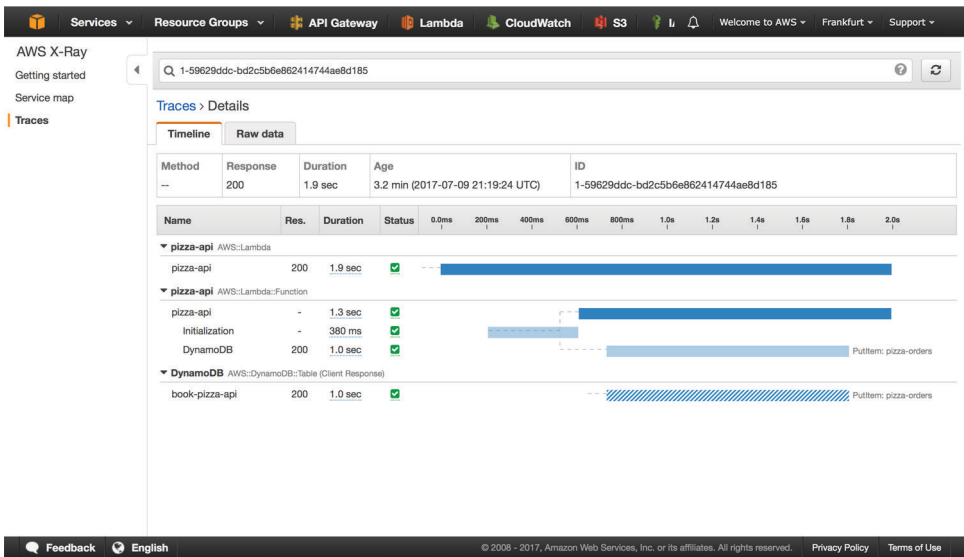 Services Resource Groups API Gateway Lambda CloudWatch S3 Welcome to AWS Frankfurt Support
AWS X-Ray
Getting started
Service map
Traces
1-59629ddc-bd2c5b6e862414744ae8d185
Traces > Details
Timeline Raw data
Method Response Duration Age ID
-- 200 1.9 sec 3.2 min (2017-07-09 21:19:24 UTC) 1-59629ddc-bd2c5b6e862414744ae8d185
Name Res. Duration Status 0.0ms 200ms 400ms 600ms 800ms 1.0s 1.2s 1.4s 1.6s 1.8s 2.0s
pizza-api AWS::Lambda
pizza-api 200 1.9 sec
pizza-api AWS::Lambda::Function
pizza-api - 1.3 sec
Initialization - 380 ms
DynamoDB 200 1.0 sec PutItem: pizza-orders
DynamoDB AWS::DynamoDB::Table (Client Response)
book-pizza-api 200 1.0 sec PutItem: pizza-orders
Feedback English © 2008 - 2017, Amazon Web Services, Inc. or its affiliates. All rights reserved. Privacy Policy Terms of Use